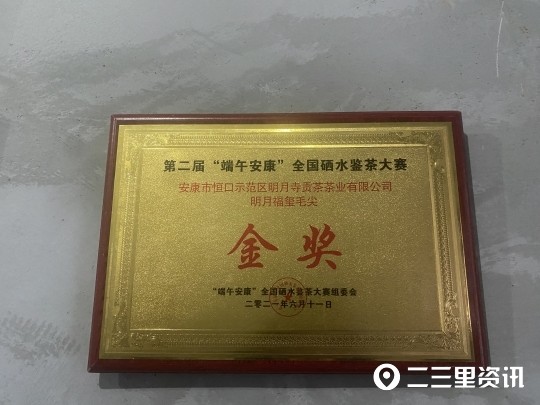 第二届“端午安康”全国硒水鉴茶大赛
安康市恒口示范区明月寺贡茶茶业有限公司
明月福玺毛尖
金奖
“端午安康”全国硒水鉴茶大赛组委会
二零二一年六月十一日
二三里资讯